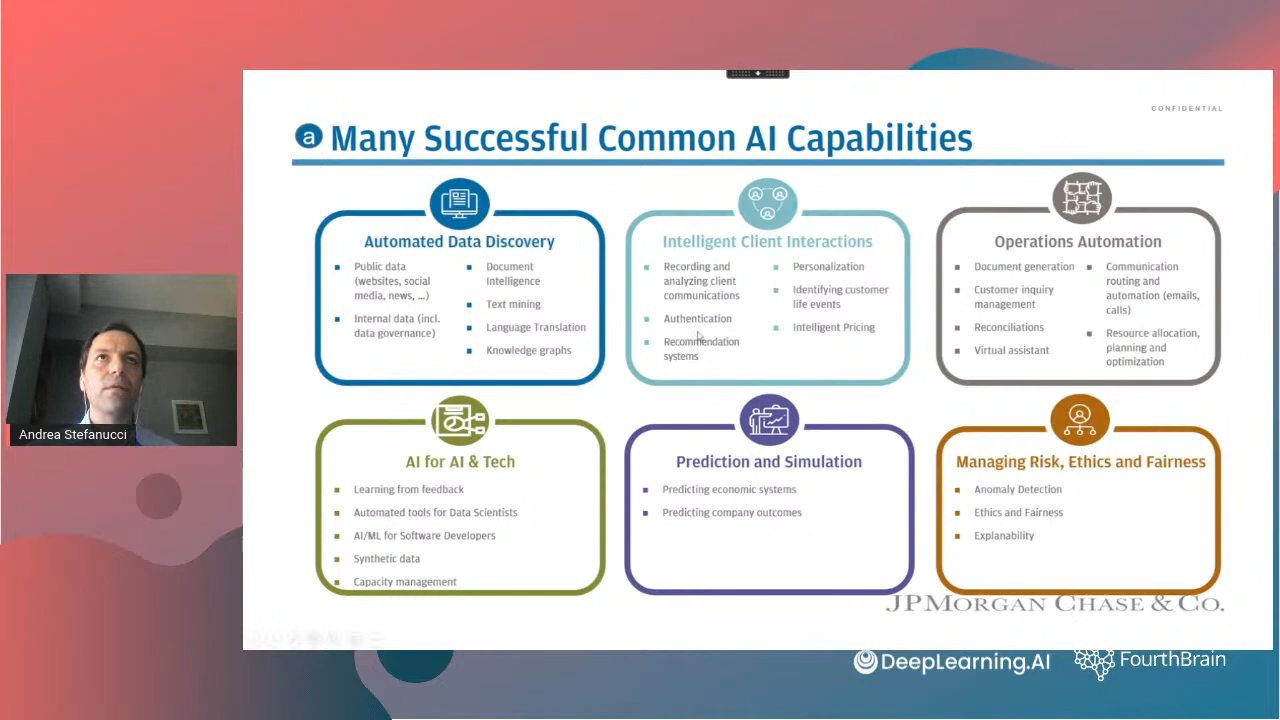 CONFIDENTIAL
a Many Successful Common AI Capabilities
Automated Data Discovery
Public data
(websites, social
media, news, ...)
Internal data (incl.
data governance)
Document
Intelligence
Text mining
Language Translation
Knowledge graphs
Intelligent Client Interactions
Recording and
analyzing client
communications
Authentication
Recommendation
systems
Personalization
Identifying customer
life events
Intelligent Pricing
Operations Automation
Document generation
Customer inquiry
management
Reconciliations
Virtual assistant
Communication
routing and
automation (emails,
calls)
Resource allocation,
planning and
optimization
Andrea Stefanucci
AI for AI & Tech
Learning from feedback
Automated tools for Data Scientists
AI/ML for Software Developers
Synthetic data
Capacity management
Prediction and Simulation
Predicting economic systems
Predicting company outcomes
Managing Risk, Ethics and Fairness
Anomaly Detection
Ethics and Fairness
Explanability
JPMORGAN CHASE & CO.
DeepLearning.AI
FourthBrain